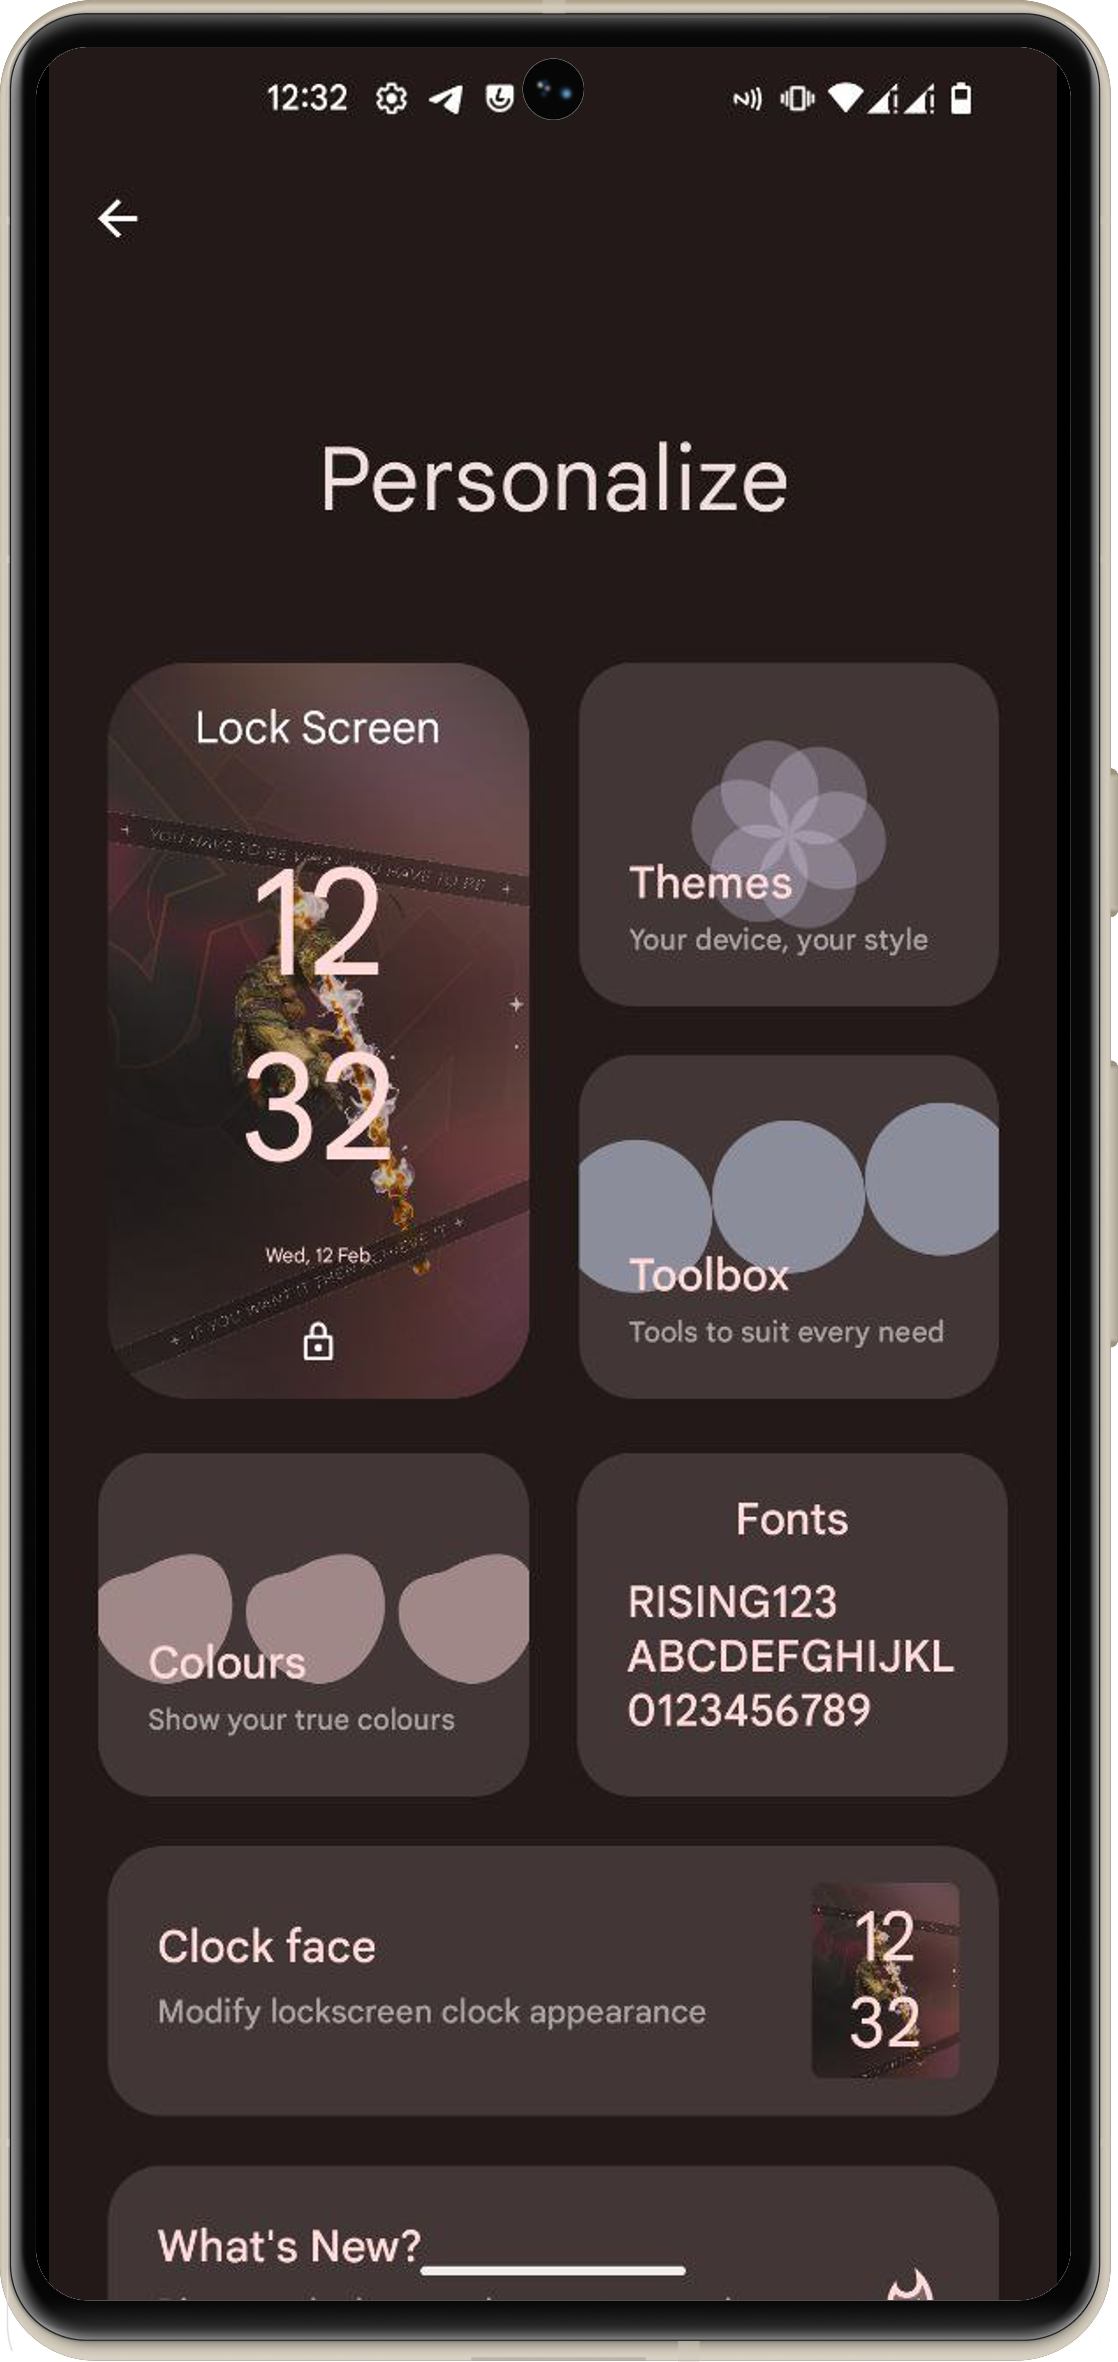 12:32
Personalize
Lock Screen
YOU HAVE TO BE WHAT YOU HAVE TO BE
12
32
Wed, 12 Feb
IF YOU WANT IT THEN
Themes
Your device, your style
Toolbox
Tools to suit every need
Colours
Show your true colours
Fonts
RISING123
ABCDEFGHIJKL
0123456789
Clock face
Modify lockscreen clock appearance
12
32
What's New?